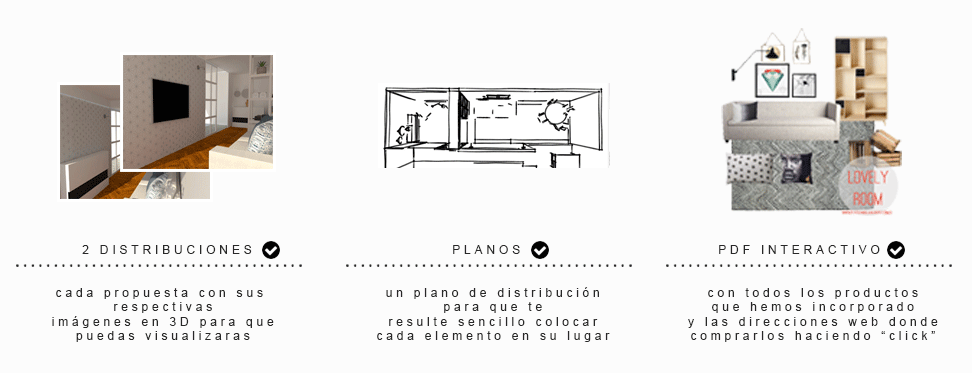 LOVELY
ROOM
2 DISTRIBUCIONES
cada propuesta con sus
respectivas
imágenes en 3D para que
puedas visualizaras
PLANOS
un plano de distribución
para que te
resulte sencillo colocar
cada elemento en su lugar
PDF INTERACTIVO
con todos los productos
que hemos incorporado
y las direcciones web donde
comprarlos haciendo “click”